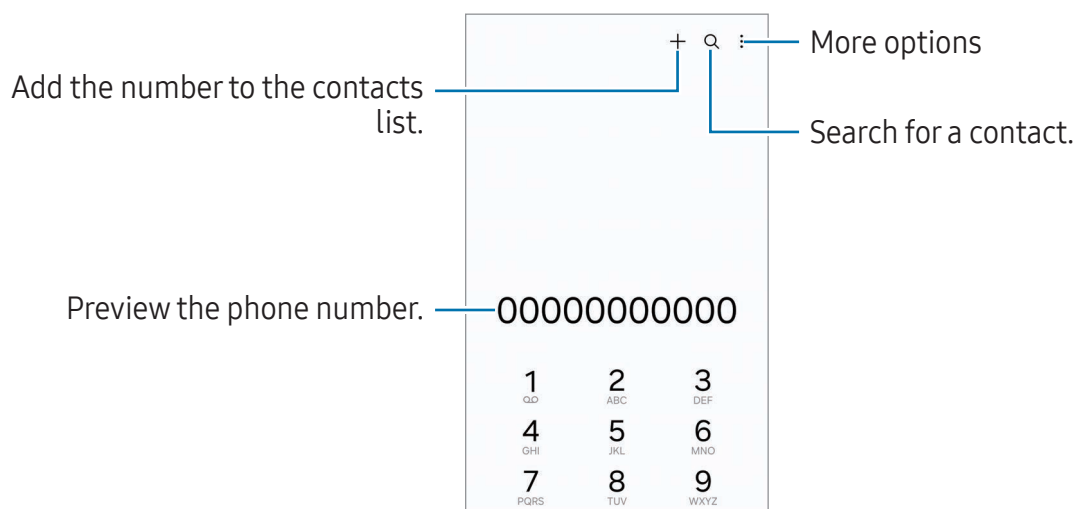 More options
Add the number to the contacts
list.
Search for a contact.
Preview the phone number.
00000000000
1 2 3
ABC DEF
4 5 6
GHI JKL MNO
7 8 9
PQRS TUV WXYZ